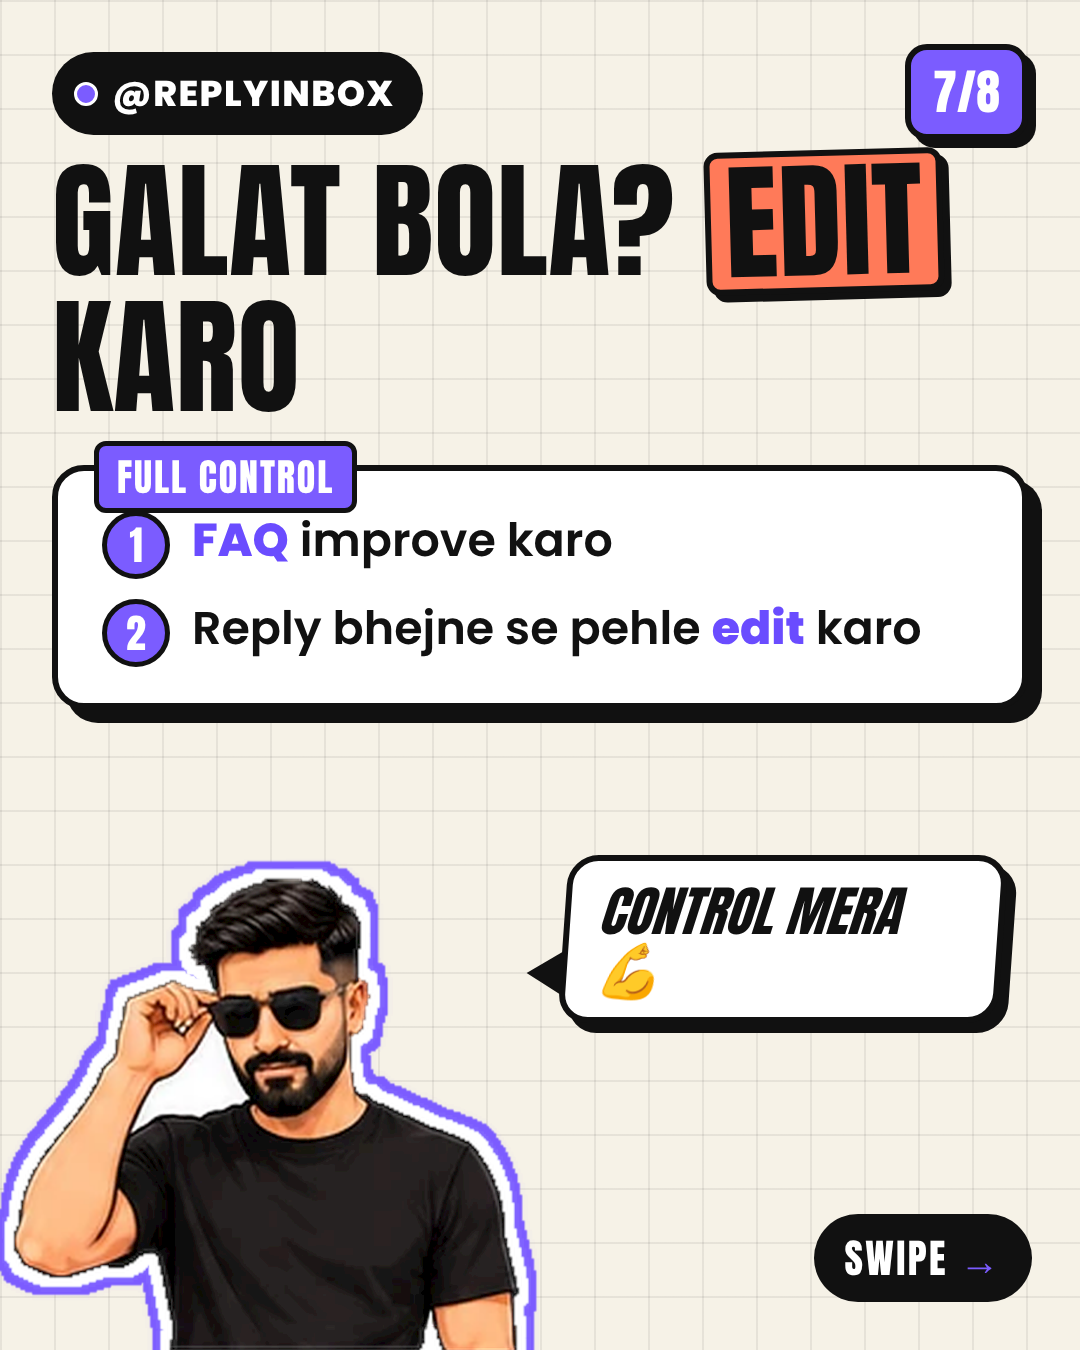 @REPLYINBOX
7/8
GALAT BOLA? EDIT
KARO
FULL CONTROL
1 FAQ improve karo
2 Reply bhejne se pehle edit karo
CONTROL MERA
💪
SWIPE →